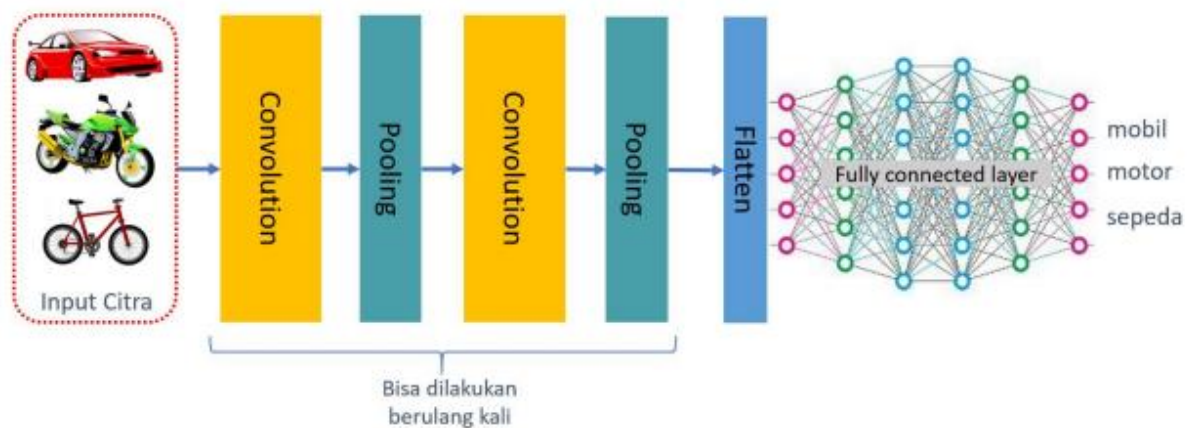 Input Citra
Convolution
Pooling
Convolution
Pooling
Flatten
Fully connected layer
mobil
motor
sepeda
Bisa dilakukan
berulang kali